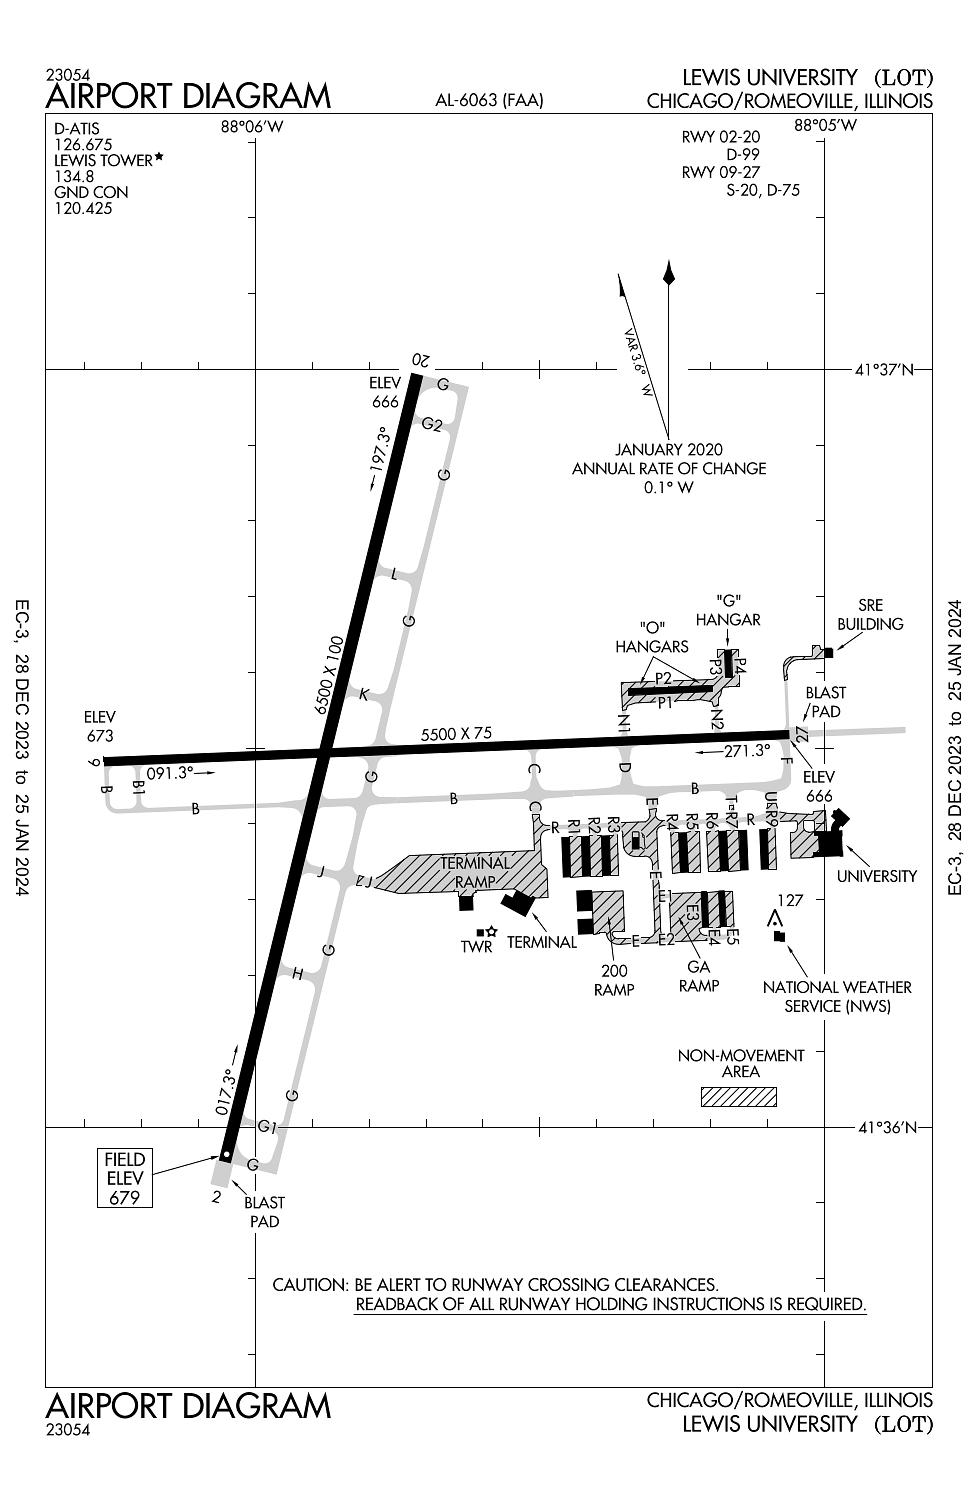 23054
AIRPORT DIAGRAM
AL-6063 (FAA)
LEWIS UNIVERSITY (LOT)
CHICAGO/ROMEOVILLE, ILLINOIS
D-ATIS
126.675
LEWIS TOWER★
134.8
GND CON
120.425
88°06'W
88°05'W
RWY 02-20
D-99
RWY 09-27
S-20, D-75
VAR 3.6° W
JANUARY 2020
ANNUAL RATE OF CHANGE
0.1° W
41°37'N
20
ELEV
666
G
G2
197.3°
G
L
G
K
6500 X 100
"G"
HANGAR
"O"
HANGARS
P3
P4
P2
P1
N1
N2
SRE
BUILDING
BLAST
PAD
27
ELEV
673
9
091.3°
5500 X 75
271.3°
ELEV
666
F
B
B1
B
G
B
C
D
B
C
E
R
R1
R2
R3
R4
R5
R6
R7
R
R9
J
J
TERMINAL
RAMP
E
E1
E
E2
E3
E4
E5
UNIVERSITY
127
TWR
TERMINAL
200
RAMP
GA
RAMP
NATIONAL WEATHER
SERVICE (NWS)
G
H
NON-MOVEMENT
AREA
017.3°
G
G1
G
41°36'N
FIELD
ELEV
679
2
BLAST
PAD
CAUTION: BE ALERT TO RUNWAY CROSSING CLEARANCES.
READBACK OF ALL RUNWAY HOLDING INSTRUCTIONS IS REQUIRED.
EC-3, 28 DEC 2023 to 25 JAN 2024
EC-3, 28 DEC 2023 to 25 JAN 2024
AIRPORT DIAGRAM
23054
CHICAGO/ROMEOVILLE, ILLINOIS
LEWIS UNIVERSITY (LOT)